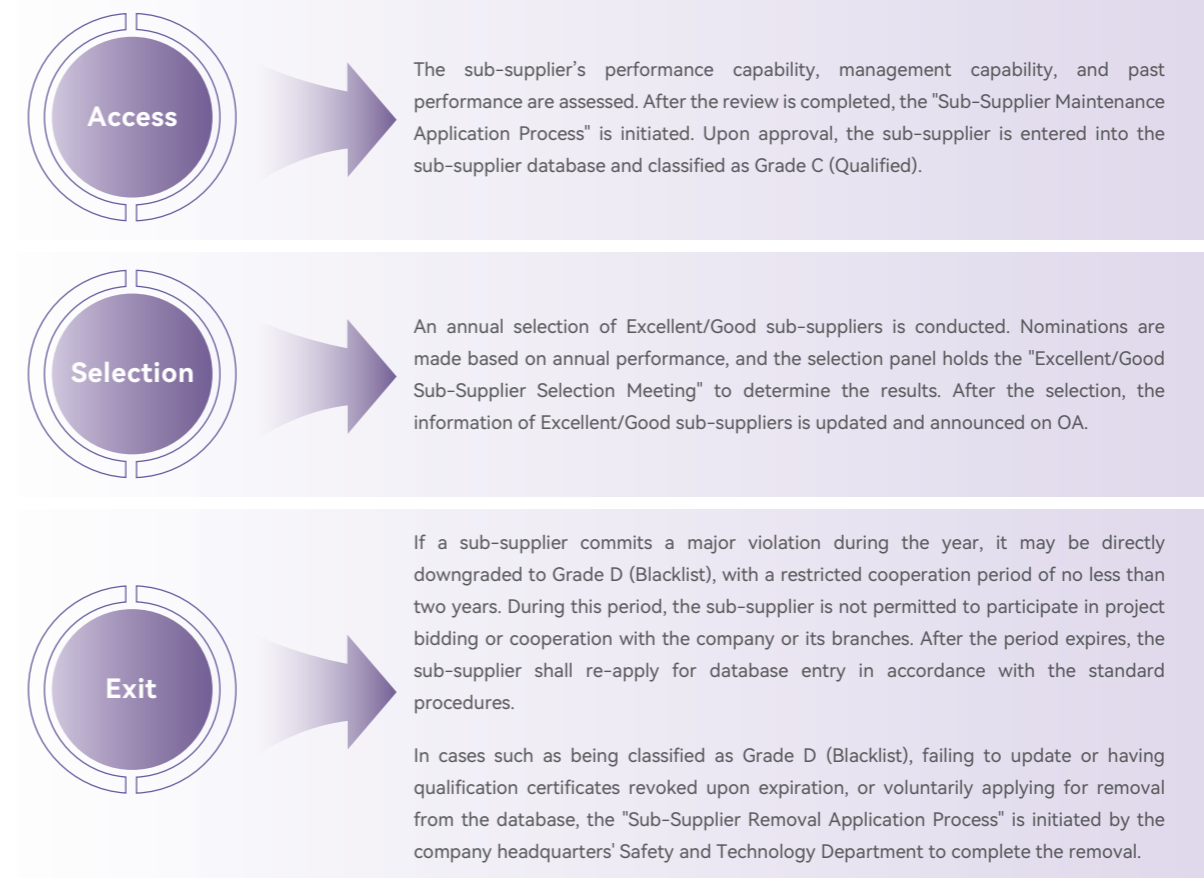 Access
The sub-supplier's performance capability, management capability, and past
performance are assessed. After the review is completed, the "Sub-Supplier Maintenance
Application Process" is initiated. Upon approval, the sub-supplier is entered into the
sub-supplier database and classified as Grade C (Qualified).
Selection
An annual selection of Excellent/Good sub-suppliers is conducted. Nominations are
made based on annual performance, and the selection panel holds the "Excellent/Good
Sub-Supplier Selection Meeting" to determine the results. After the selection, the
information of Excellent/Good sub-suppliers is updated and announced on OA.
Exit
If a sub-supplier commits a major violation during the year, it may be directly
downgraded to Grade D (Blacklist), with a restricted cooperation period of no less than
two years. During this period, the sub-supplier is not permitted to participate in project
bidding or cooperation with the company or its branches. After the period expires, the
sub-supplier shall re-apply for database entry in accordance with the standard
procedures.
In cases such as being classified as Grade D (Blacklist), failing to update or having
qualification certificates revoked upon expiration, or voluntarily applying for removal
from the database, the "Sub-Supplier Removal Application Process" is initiated by the
company headquarters' Safety and Technology Department to complete the removal.